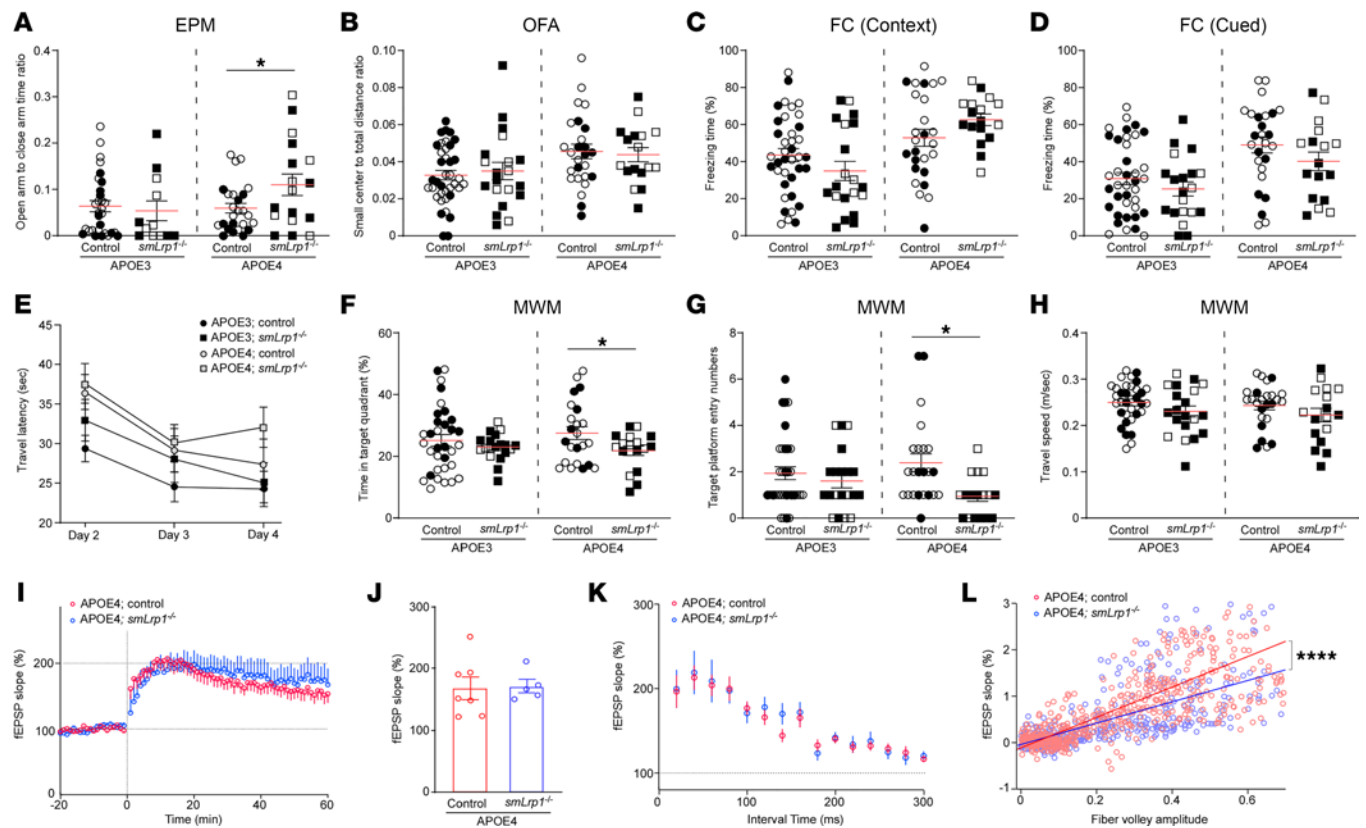 A EPM
Open arm to close arm time ratio
0.4
0.3
0.2
0.1
0.0
*
Control smLrp1-/- Control smLrp1-/-
APOE3 APOE4
B OFA
Small center to total distance ratio
0.12
0.10
0.08
0.06
0.04
0.02
0.00
Control smLrp1-/- Control smLrp1-/-
APOE3 APOE4
C FC (Context)
Freezing time (%)
100
80
60
40
20
0
Control smLrp1-/- Control smLrp1-/-
APOE3 APOE4
D FC (Cued)
Freezing time (%)
100
80
60
40
20
0
Control smLrp1-/- Control smLrp1-/-
APOE3 APOE4
E
Travel latency (sec)
45
40
35
30
25
20
APOE3; control
APOE3; smLrp1-/-
APOE4; control
APOE4; smLrp1-/-
Day 2 Day 3 Day 4
F MWM
Time in target quadrant (%)
60
40
20
0
*
Control smLrp1-/- Control smLrp1-/-
APOE3 APOE4
G MWM
Target platform entry numbers
8
6
4
2
0
*
Control smLrp1-/- Control smLrp1-/-
APOE3 APOE4
H MWM
Travel speed (m/sec)
0.4
0.3
0.2
0.1
0
Control smLrp1-/- Control smLrp1-/-
APOE3 APOE4
I
APOE4; control
APOE4; smLrp1-/-
fEPSP slope (%)
200
100
0
-20 0 20 40 60
Time (min)
J
fEPSP slope (%)
300
200
100
0
Control smLrp1-/-
APOE4
K
APOE4; control
APOE4; smLrp1-/-
fEPSP slope (%)
300
200
100
0 100 200 300
Interval Time (ms)
L
APOE4; control
APOE4; smLrp1-/-
fEPSP slope (%)
3
2
1
0
-1
****
0 0.2 0.4 0.6
Fiber volley amplitude